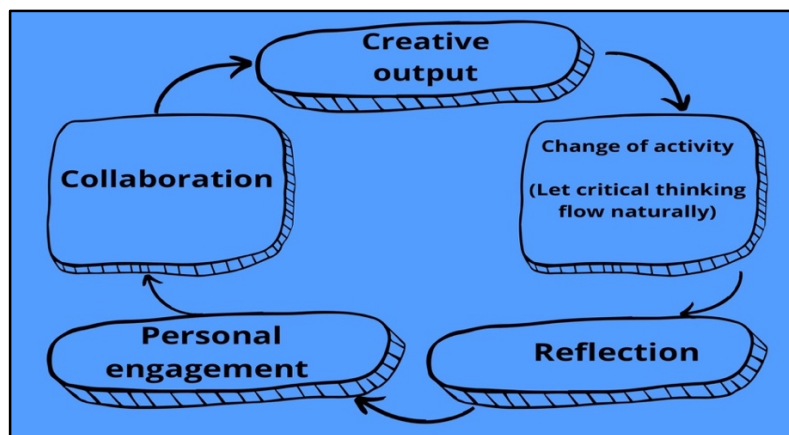 Creative
output
Collaboration
Change of activity
(Let critical thinking
flow naturally)
Personal
engagement
Reflection